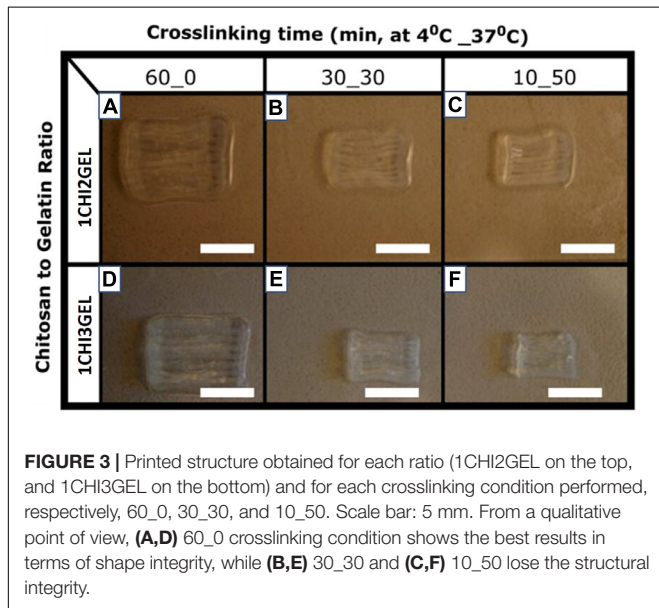 Crosslinking time (min, at 4⁰C _37⁰C)
60_0 30_30 10_50
Chitosan to Gelatin Ratio
1CHI2GEL
A B C
1CHI3GEL
D E F
FIGURE 3 | Printed structure obtained for each ratio (1CHI2GEL on the top,
and 1CHI3GEL on the bottom) and for each crosslinking condition performed,
respectively, 60_0, 30_30, and 10_50. Scale bar: 5 mm. From a qualitative
point of view, (A,D) 60_0 crosslinking condition shows the best results in
terms of shape integrity, while (B,E) 30_30 and (C,F) 10_50 lose the structural
integrity.